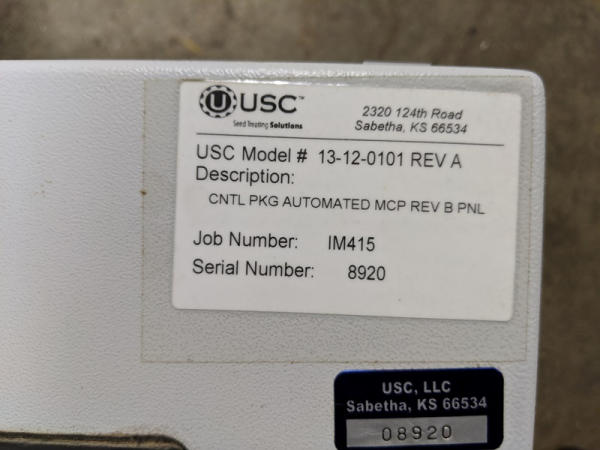 USC™
Seed Treating Solutions
2320 124th Road
Sabetha, KS 66534
USC Model # 13-12-0101 REV A
Description:
CNTL PKG AUTOMATED MCP REV B PNL
Job Number: IM415
Serial Number: 8920
USC, LLC
Sabetha, KS 66534
08920